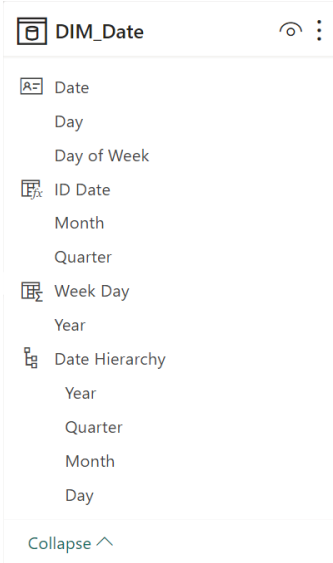 DIM_Date
Date
Day
Day of Week
ID Date
Month
Quarter
Week Day
Year
Date Hierarchy
Year
Quarter
Month
Day
Collapse